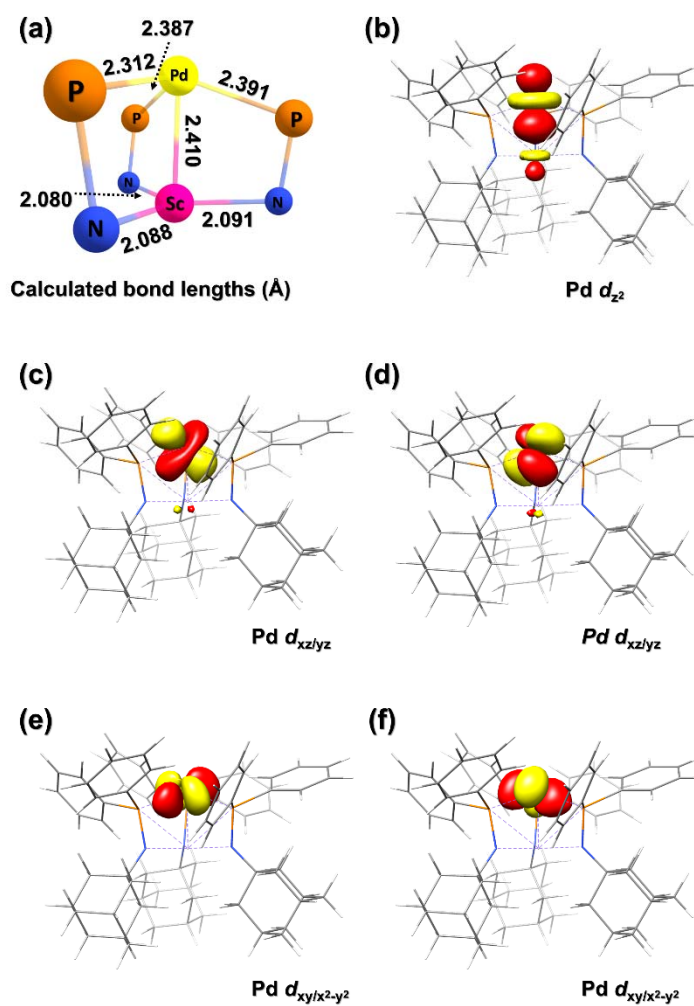 (a)
2.387
(b)
2.312
Pd
2.391
P
P
P
2.410
N
2.080
Sc
N
N
2.088
2.091
Calculated bond lengths (Å)
Pd dz2
(c)
(d)
Pd dxz/yz
Pd dxz/yz
(e)
(f)
Pd dxy/x2-y2
Pd dxy/x2-y2